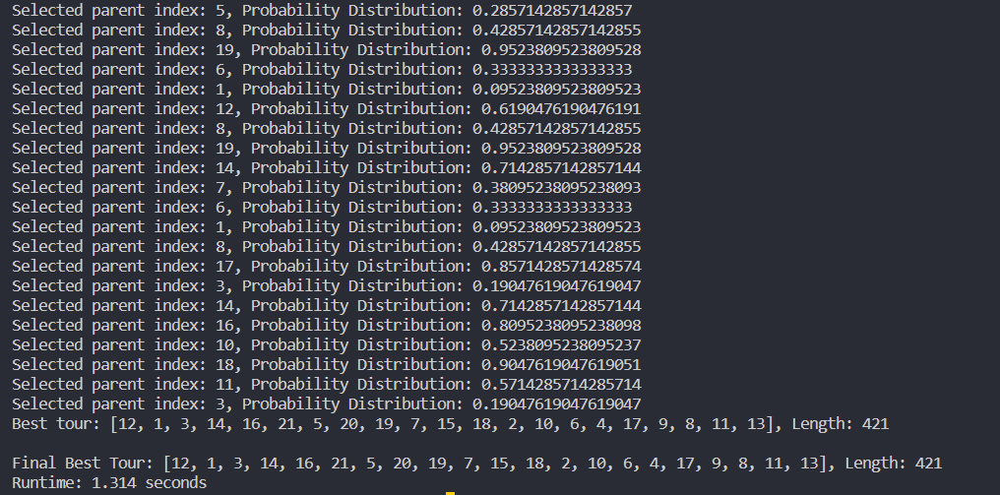 Selected parent index: 5, Probability Distribution: 0.2857142857142857
Selected parent index: 8, Probability Distribution: 0.42857142857142855
Selected parent index: 19, Probability Distribution: 0.9523809523809528
Selected parent index: 6, Probability Distribution: 0.3333333333333333
Selected parent index: 1, Probability Distribution: 0.09523809523809523
Selected parent index: 12, Probability Distribution: 0.6190476190476191
Selected parent index: 8, Probability Distribution: 0.42857142857142855
Selected parent index: 19, Probability Distribution: 0.9523809523809528
Selected parent index: 14, Probability Distribution: 0.7142857142857144
Selected parent index: 7, Probability Distribution: 0.38095238095238093
Selected parent index: 6, Probability Distribution: 0.3333333333333333
Selected parent index: 1, Probability Distribution: 0.09523809523809523
Selected parent index: 8, Probability Distribution: 0.42857142857142855
Selected parent index: 17, Probability Distribution: 0.8571428571428574
Selected parent index: 3, Probability Distribution: 0.19047619047619047
Selected parent index: 14, Probability Distribution: 0.7142857142857144
Selected parent index: 16, Probability Distribution: 0.8095238095238098
Selected parent index: 10, Probability Distribution: 0.5238095238095237
Selected parent index: 18, Probability Distribution: 0.9047619047619051
Selected parent index: 11, Probability Distribution: 0.5714285714285714
Selected parent index: 3, Probability Distribution: 0.19047619047619047
Best tour: [12, 1, 3, 14, 16, 21, 5, 20, 19, 7, 15, 18, 2, 10, 6, 4, 17, 9, 8, 11, 13], Length: 421
Final Best Tour: [12, 1, 3, 14, 16, 21, 5, 20, 19, 7, 15, 18, 2, 10, 6, 4, 17, 9, 8, 11, 13], Length: 421
Runtime: 1.314 seconds